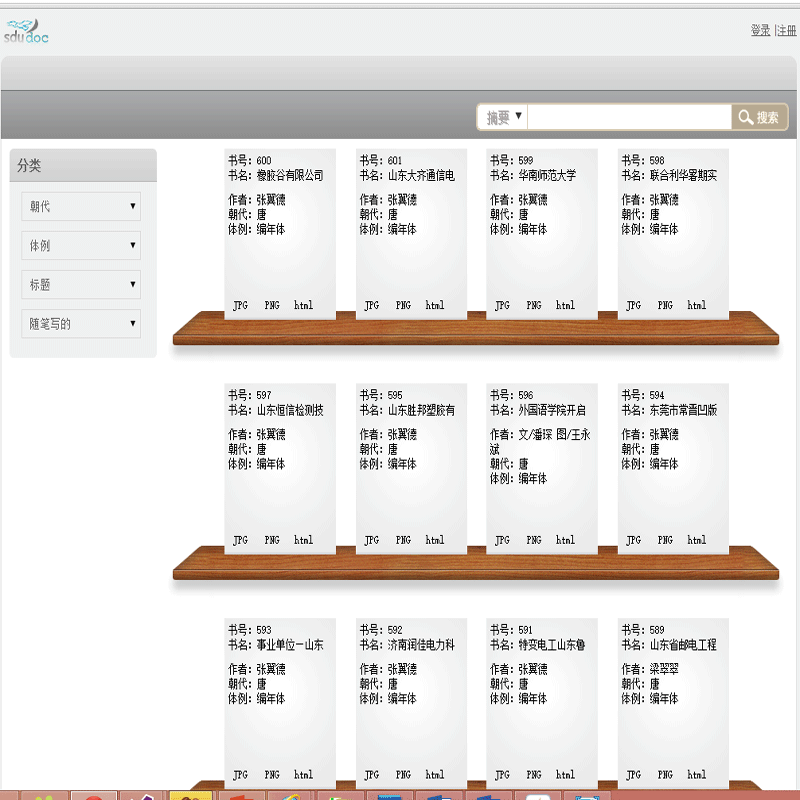 sdudoc
登录 |注册
摘要 ▼ 搜索
分类
朝代 ▼
体例 ▼
标题 ▼
随笔写的 ▼
书号: 600
书名: 橡胶谷有限公司
作者: 张翼德
朝代: 唐
体例: 编年体
JPG PNG html
书号: 601
书名: 山东大齐通信电
作者: 张翼德
朝代: 唐
体例: 编年体
JPG PNG html
书号: 599
书名: 华南师范大学
作者: 张翼德
朝代: 唐
体例: 编年体
JPG PNG html
书号: 598
书名: 联合利华暑期实
作者: 张翼德
朝代: 唐
体例: 编年体
JPG PNG html
书号: 597
书名: 山东恒信检测技
作者: 张翼德
朝代: 唐
体例: 编年体
JPG PNG html
书号: 595
书名: 山东胜邦塑胶有
作者: 张翼德
朝代: 唐
体例: 编年体
JPG PNG html
书号: 596
书名: 外国语学院开启
作者: 文/潘琛 图/王永
斌
朝代: 唐
体例: 编年体
JPG PNG html
书号: 594
书名: 东莞市常晋凹版
作者: 张翼德
朝代: 唐
体例: 编年体
JPG PNG html
书号: 593
书名: 事业单位—山东
作者: 张翼德
朝代: 唐
体例: 编年体
JPG PNG html
书号: 592
书名: 济南润佳电力科
作者: 张翼德
朝代: 唐
体例: 编年体
JPG PNG html
书号: 591
书名: 特变电工山东鲁
作者: 张翼德
朝代: 唐
体例: 编年体
JPG PNG html
书号: 589
书名: 山东省邮电工程
作者: 梁翠翠
朝代: 唐
体例: 编年体
JPG PNG html